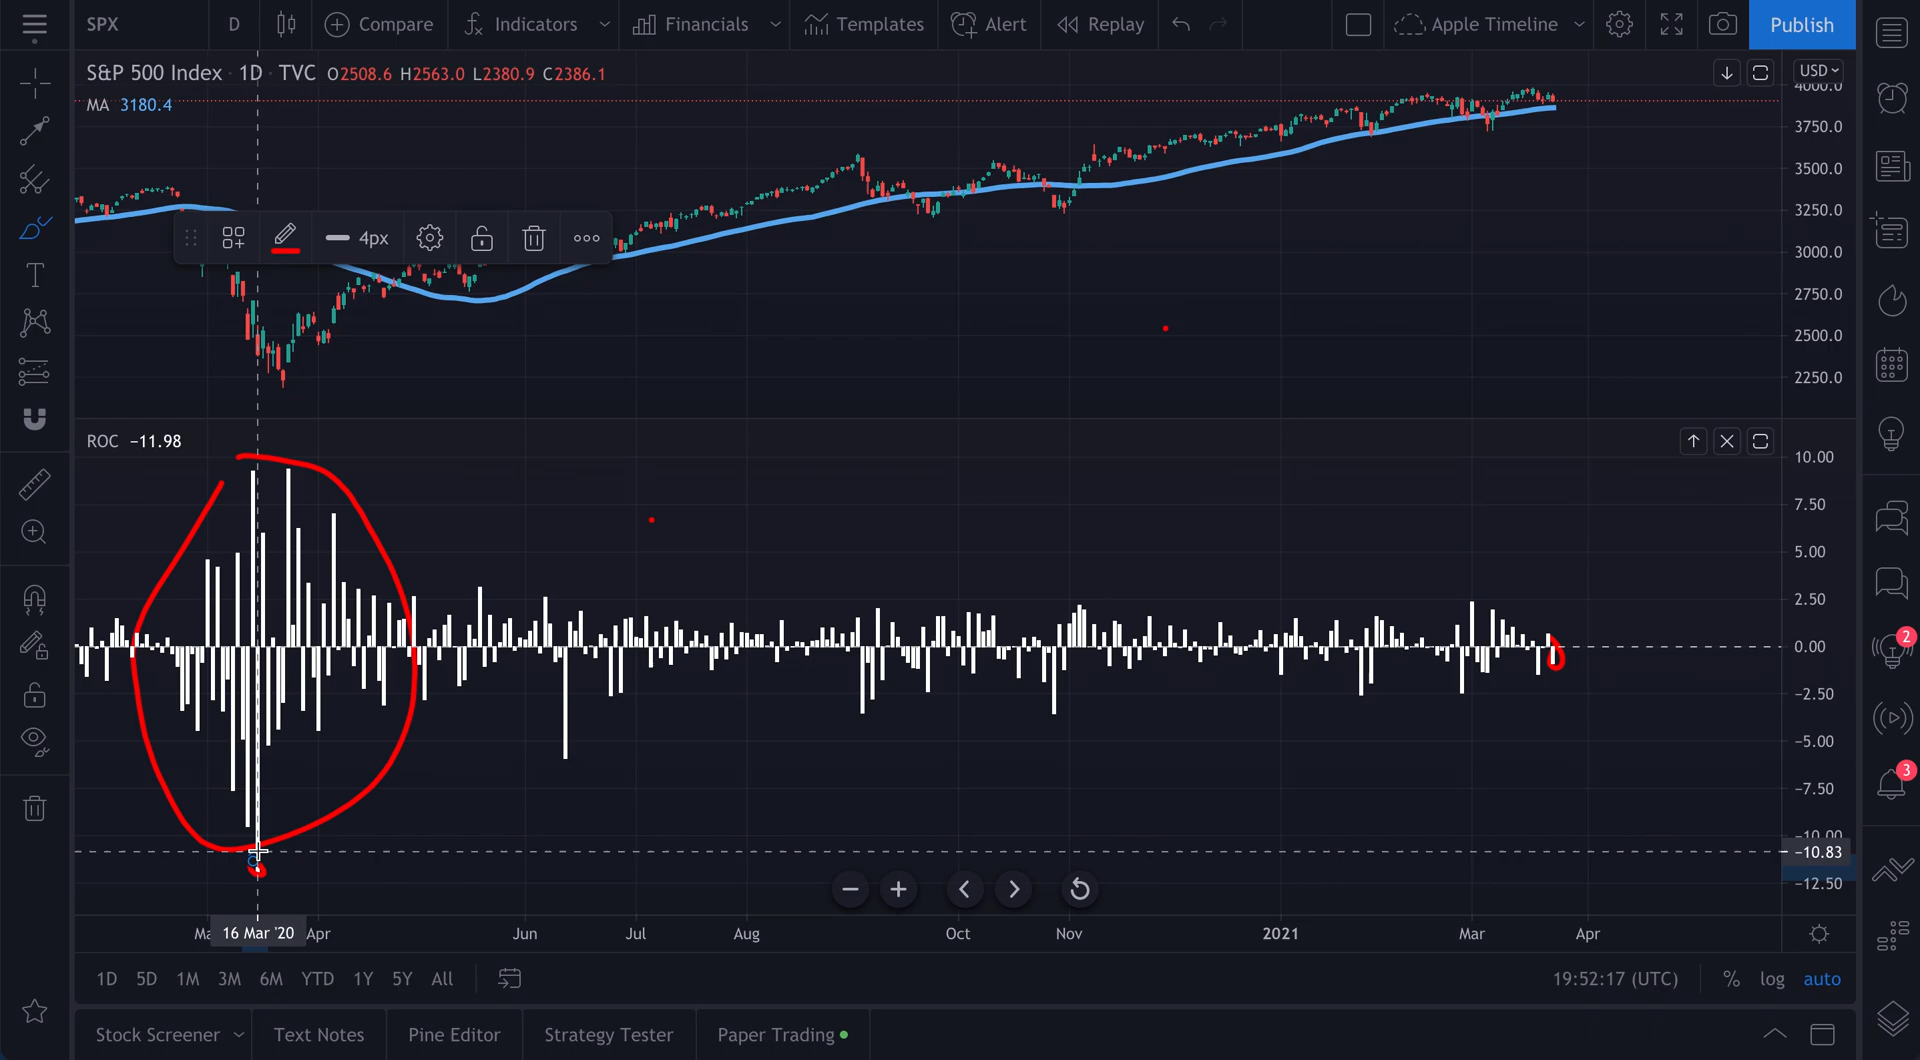 SPX D Compare Indicators Financials Templates Alert Replay Apple Timeline Publish
S&P 500 Index · 1D · TVC O2508.6 H2563.0 L2380.9 C2386.1
USD
MA 3180.4
4000.0
3750.0
3500.0
3250.0
3000.0
2750.0
2500.0
2250.0
4px
ROC −11.98
10.00
7.50
5.00
2.50
0.00
−2.50
−5.00
−7.50
−10.00
−10.83
−12.50
2
3
Ma 16 Mar '20 Apr Jun Jul Aug Oct Nov 2021 Mar Apr
1D 5D 1M 3M 6M YTD 1Y 5Y All 19:52:17 (UTC) % log auto
Stock Screener Text Notes Pine Editor Strategy Tester Paper Trading